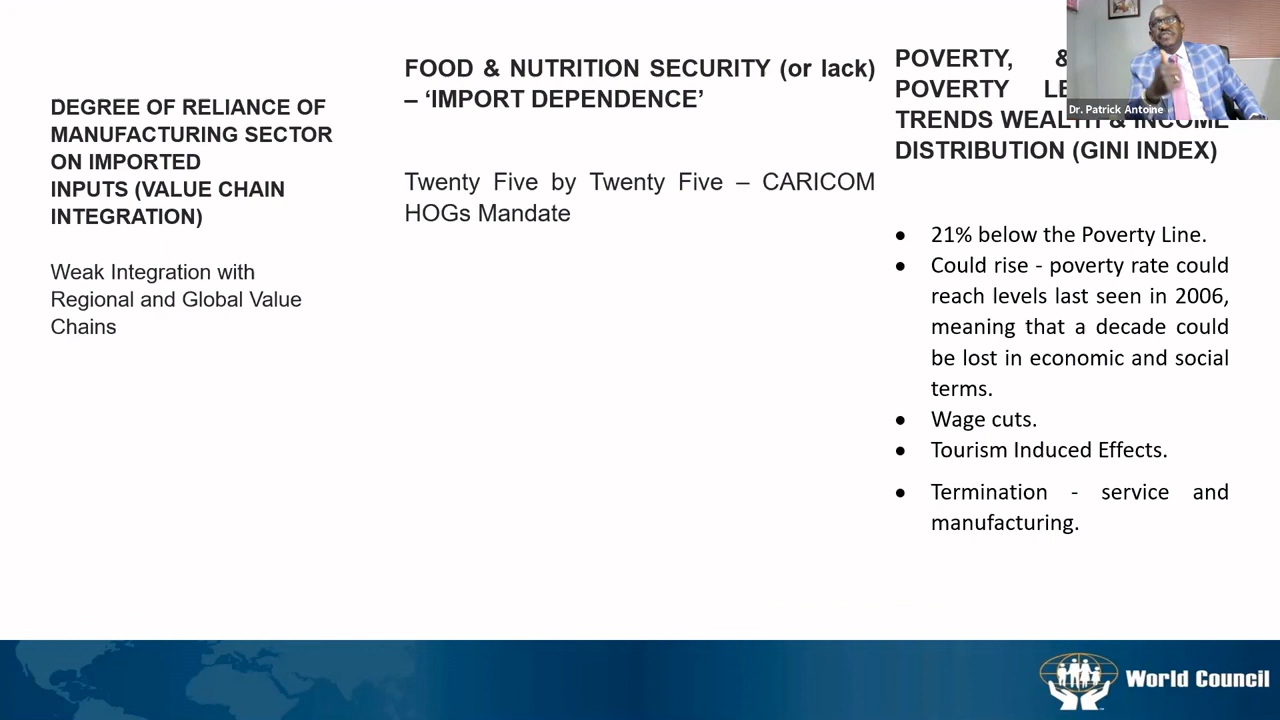 DEGREE OF RELIANCE OF
MANUFACTURING SECTOR
ON IMPORTED
INPUTS (VALUE CHAIN
INTEGRATION)
Weak Integration with
Regional and Global Value
Chains
FOOD & NUTRITION SECURITY (or lack)
– ‘IMPORT DEPENDENCE’
Twenty Five by Twenty Five – CARICOM
HOGs Mandate
POVERTY, &
POVERTY
TRENDS WEALTH & INCOME
DISTRIBUTION (GINI INDEX)
● 21% below the Poverty Line.
● Could rise - poverty rate could
reach levels last seen in 2006,
meaning that a decade could
be lost in economic and social
terms.
● Wage cuts.
● Tourism Induced Effects.
● Termination - service and
manufacturing.
Dr. Patrick Antoine
World Council